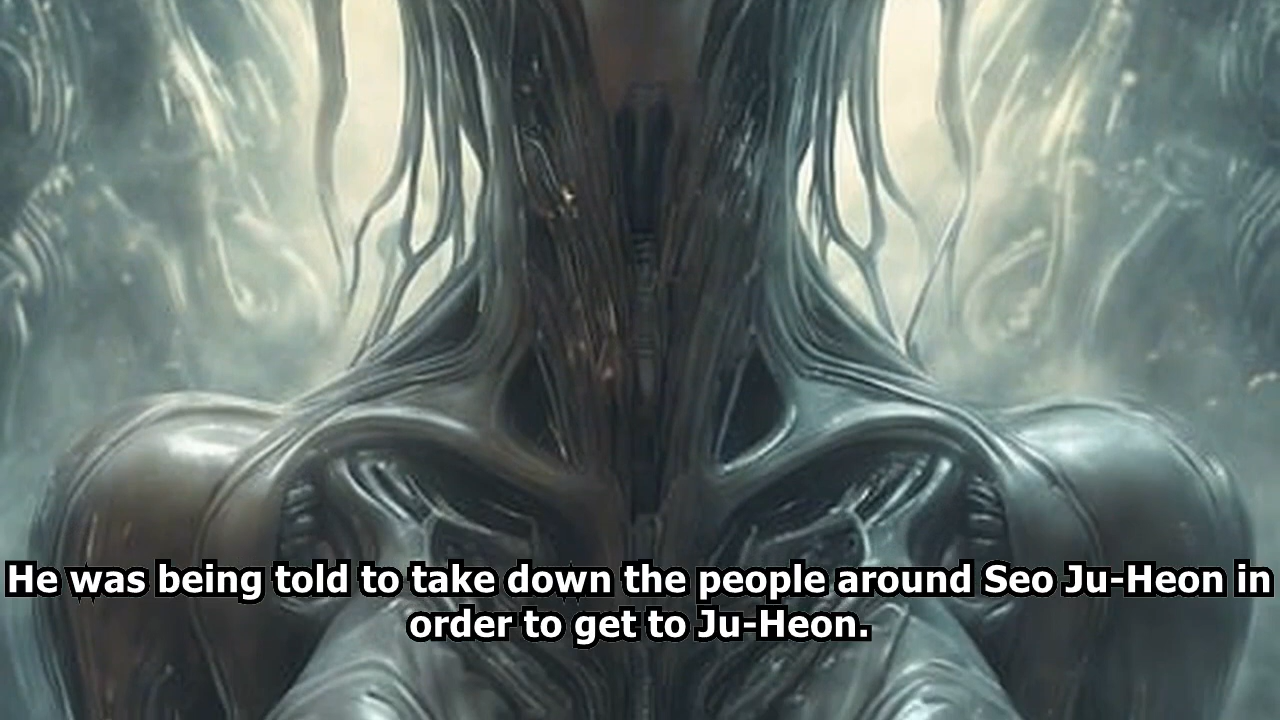 He was being told to take down the people around Seo Ju-Heon in
order to get to Ju-Heon.